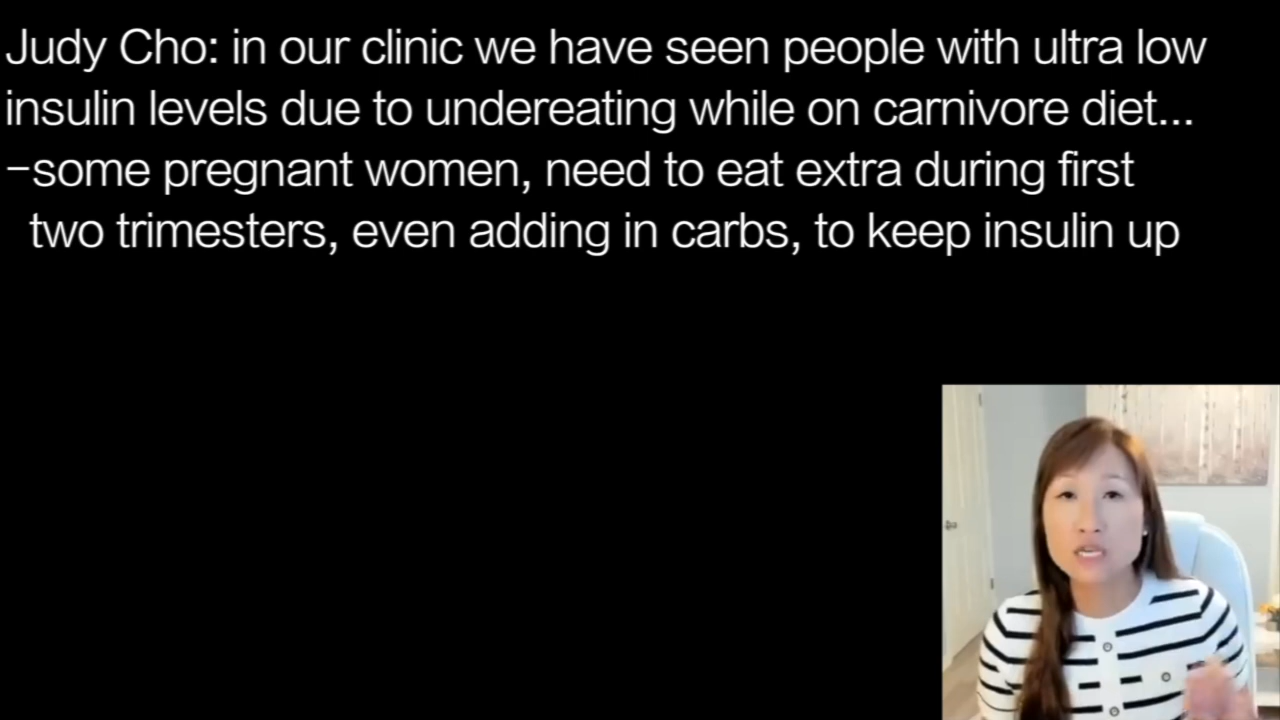 Judy Cho: in our clinic we have seen people with ultra low
insulin levels due to undereating while on carnivore diet...
-some pregnant women, need to eat extra during first
two trimesters, even adding in carbs, to keep insulin up